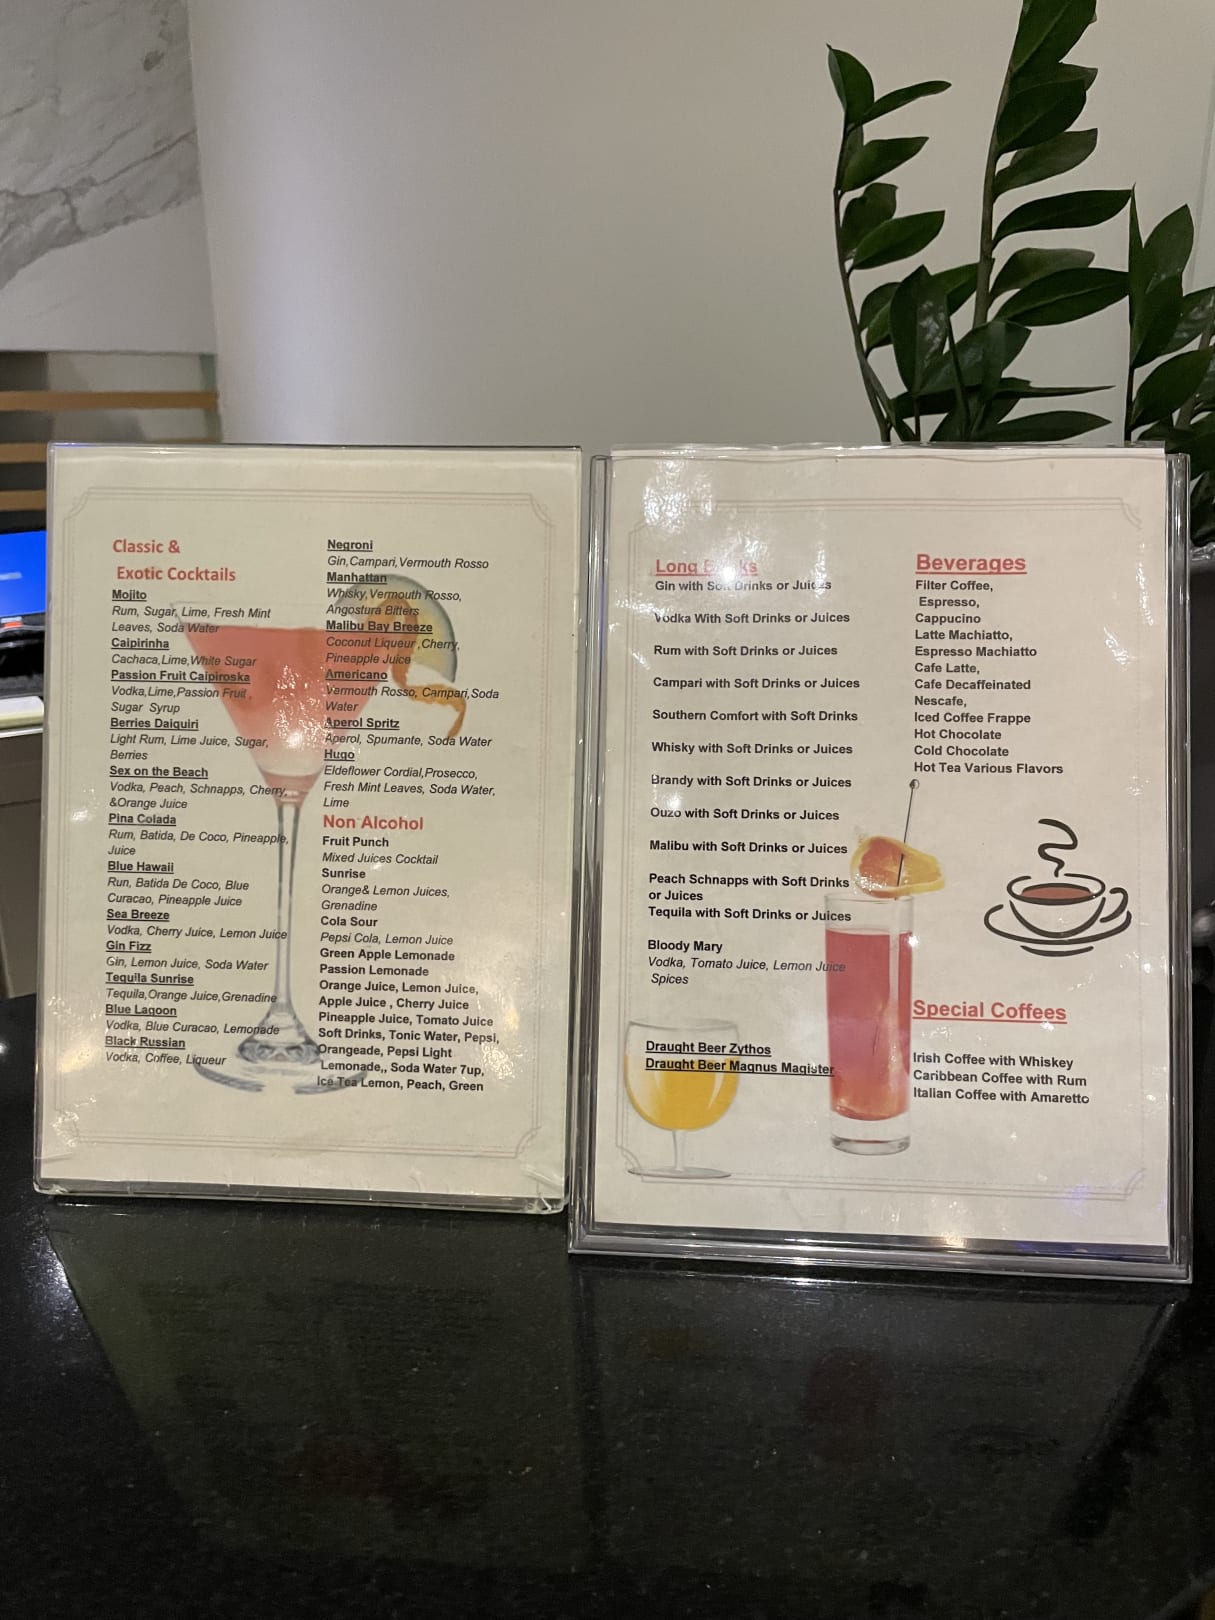 Classic &
Exotic Cocktails
Mojito
Rum, Sugar, Lime, Fresh Mint
Leaves, Soda Water
Caipirinha
Cachaca,Lime,White Sugar
Passion Fruit Caipiroska
Vodka,Lime,Passion Fruit ,
Sugar Syrup
Berries Daiquiri
Light Rum, Lime Juice, Sugar,
Berries
Sex on the Beach
Vodka, Peach, Schnapps, Cherry,
&Orange Juice
Pina Colada
Rum, Batida, De Coco, Pineapple,
Juice
Blue Hawaii
Run, Batida De Coco, Blue
Curacao, Pineapple Juice
Sea Breeze
Vodka, Cherry Juice, Lemon Juice
Gin Fizz
Gin, Lemon Juice, Soda Water
Tequila Sunrise
Tequila,Orange Juice,Grenadine
Blue Lagoon
Vodka, Blue Curacao, Lemonade
Black Russian
Vodka, Coffee, Liqueur
Negroni
Gin,Campari,Vermouth Rosso
Manhattan
Whisky,Vermouth Rosso,
Angostura Bitters
Malibu Bay Breeze
Coconut Liqueur ,Cherry,
Pineapple Juice
Americano
Vermouth Rosso, Campari,Soda
Water
Aperol Spritz
Aperol, Spumante, Soda Water
Hugo
Eldeflower Cordial,Prosecco,
Fresh Mint Leaves, Soda Water,
Lime
Non Alcohol
Fruit Punch
Mixed Juices Cocktail
Sunrise
Orange& Lemon Juices,
Grenadine
Cola Sour
Pepsi Cola, Lemon Juice
Green Apple Lemonade
Passion Lemonade
Orange Juice, Lemon Juice,
Apple Juice , Cherry Juice
Pineapple Juice, Tomato Juice
Soft Drinks, Tonic Water, Pepsi,
Orangeade, Pepsi Light
Lemonade,, Soda Water 7up,
Ice Tea Lemon, Peach, Green
Long Drinks
Gin with Soft Drinks or Juices
Vodka With Soft Drinks or Juices
Rum with Soft Drinks or Juices
Campari with Soft Drinks or Juices
Southern Comfort with Soft Drinks
Whisky with Soft Drinks or Juices
Brandy with Soft Drinks or Juices
Ouzo with Soft Drinks or Juices
Malibu with Soft Drinks or Juices
Peach Schnapps with Soft Drinks
or Juices
Tequila with Soft Drinks or Juices
Bloody Mary
Vodka, Tomato Juice, Lemon Juice
Spices
Draught Beer Zythos
Draught Beer Magnus Magister
Beverages
Filter Coffee,
Espresso,
Cappucino
Latte Machiatto,
Espresso Machiatto
Cafe Latte,
Cafe Decaffeinated
Nescafe,
Iced Coffee Frappe
Hot Chocolate
Cold Chocolate
Hot Tea Various Flavors
Special Coffees
Irish Coffee with Whiskey
Caribbean Coffee with Rum
Italian Coffee with Amaretto